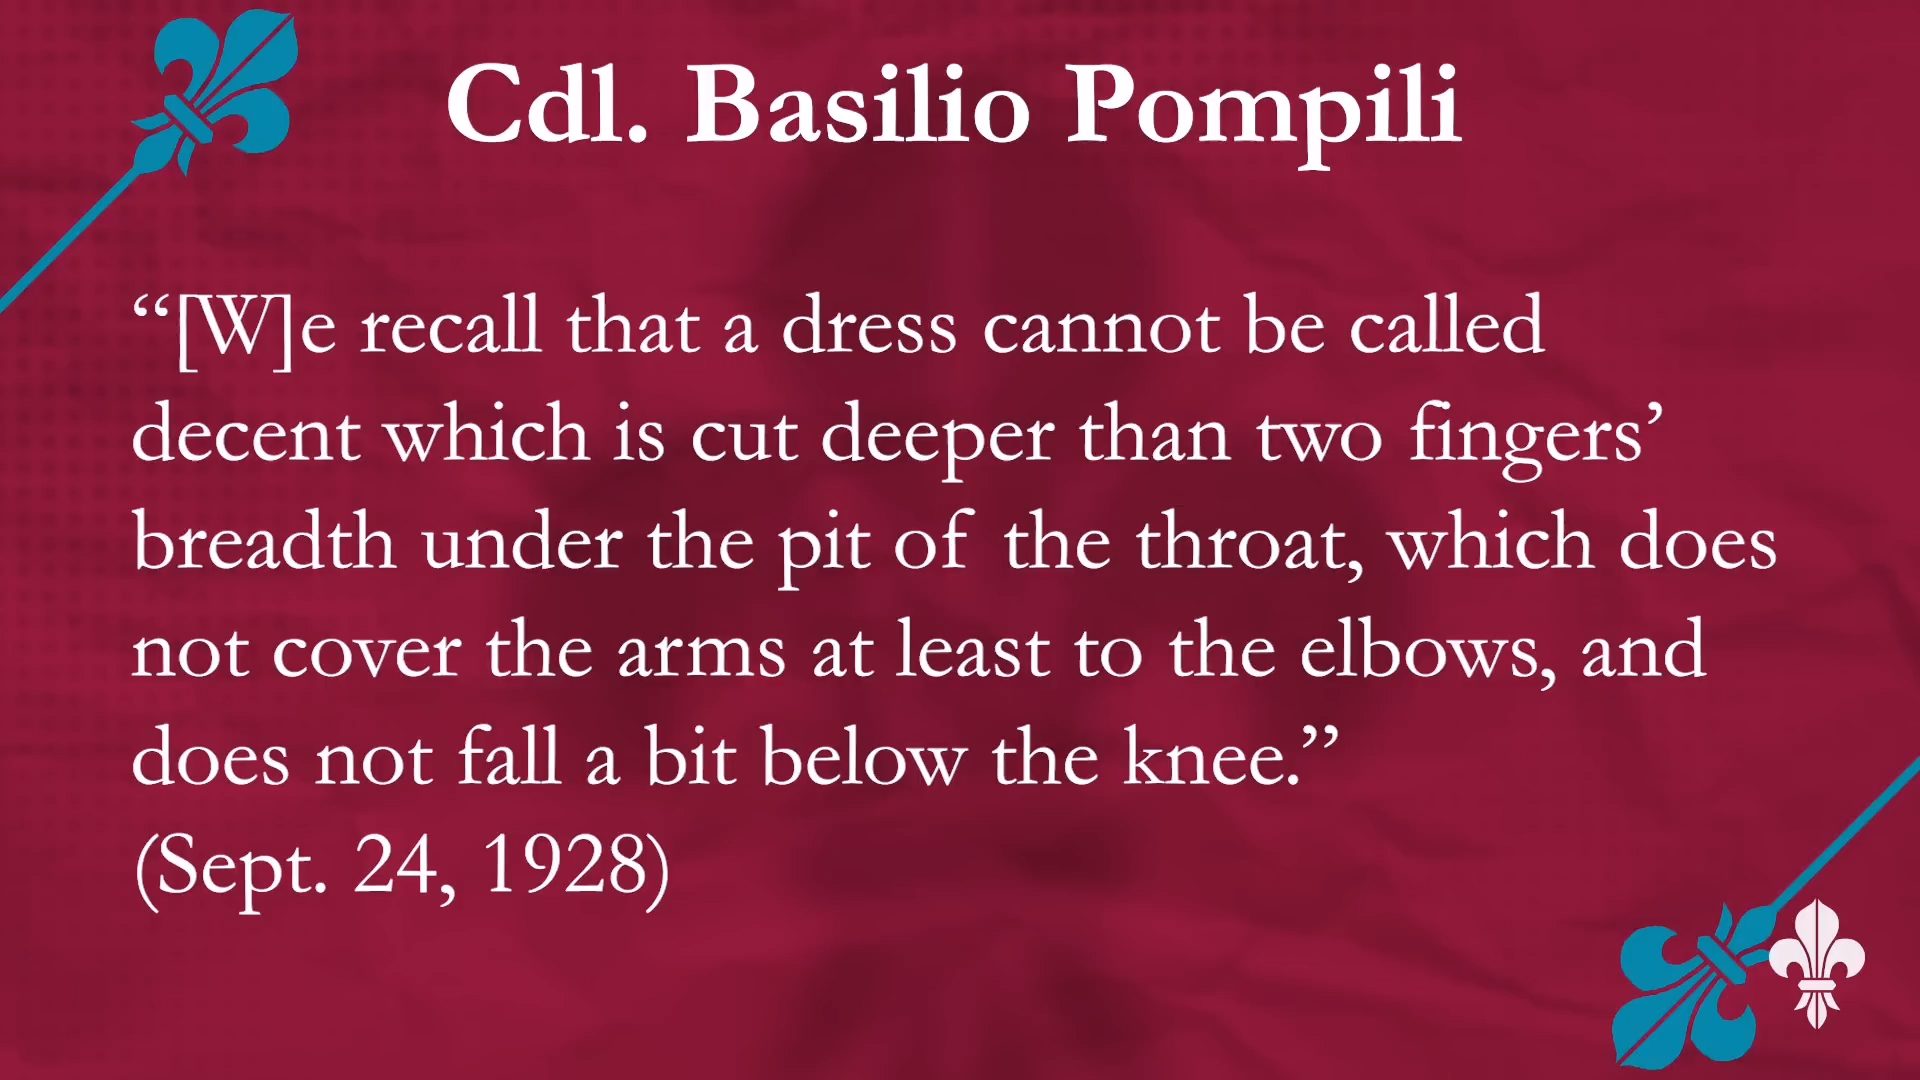 Cdl. Basilio Pompili
“[W]e recall that a dress cannot be called
decent which is cut deeper than two fingers’
breadth under the pit of the throat, which does
not cover the arms at least to the elbows, and
does not fall a bit below the knee.”
(Sept. 24, 1928)